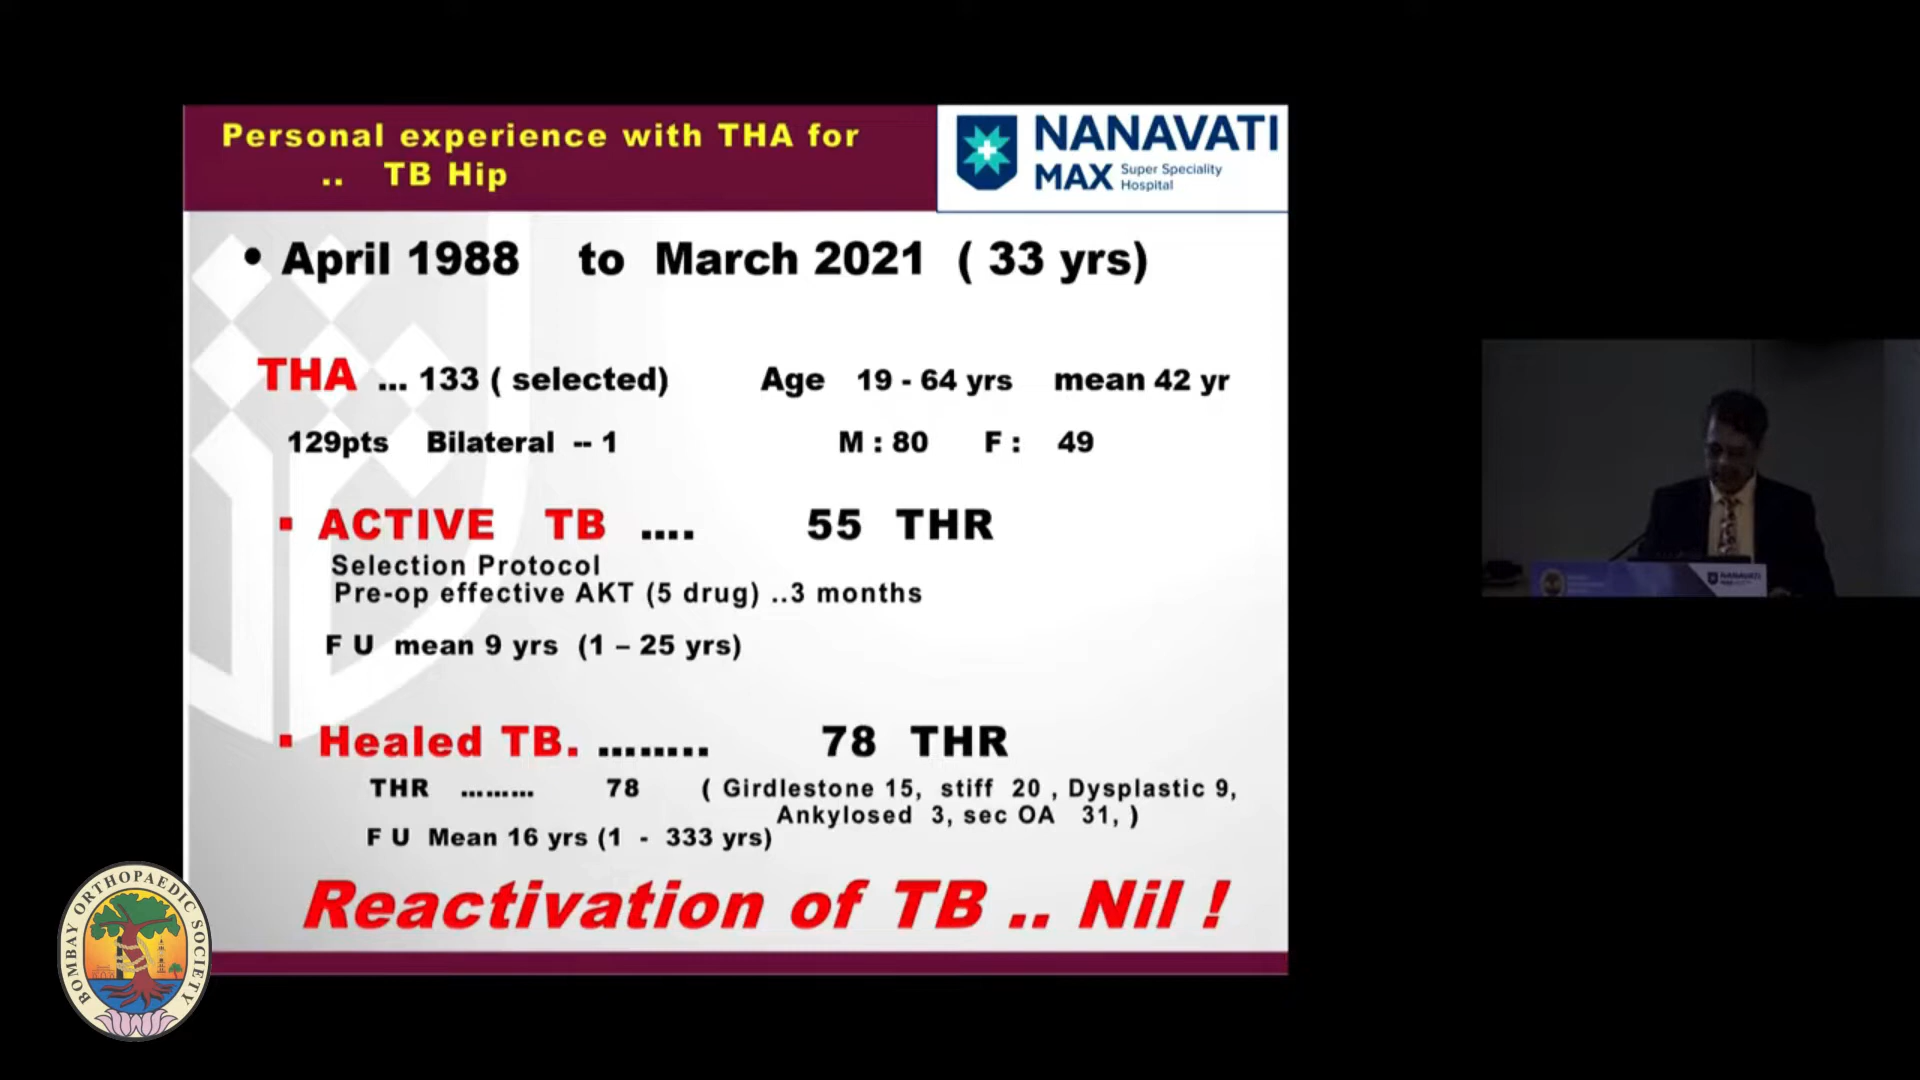 Personal experience with THA for
.. TB Hip
NANAVATI
MAX Super Speciality Hospital
• April 1988 to March 2021 ( 33 yrs)
THA ... 133 ( selected) Age 19 - 64 yrs mean 42 yr
129pts Bilateral -- 1 M : 80 F : 49
▪ ACTIVE TB .... 55 THR
Selection Protocol
Pre-op effective AKT (5 drug) ..3 months
F U mean 9 yrs (1 – 25 yrs)
▪ Healed TB. ........ 78 THR
THR ......... 78 ( Girdlestone 15, stiff 20 , Dysplastic 9,
Ankylosed 3, sec OA 31, )
F U Mean 16 yrs (1 - 333 yrs)
Reactivation of TB .. Nil !
BOMBAY ORTHOPAEDIC SOCIETY
NANAVATI